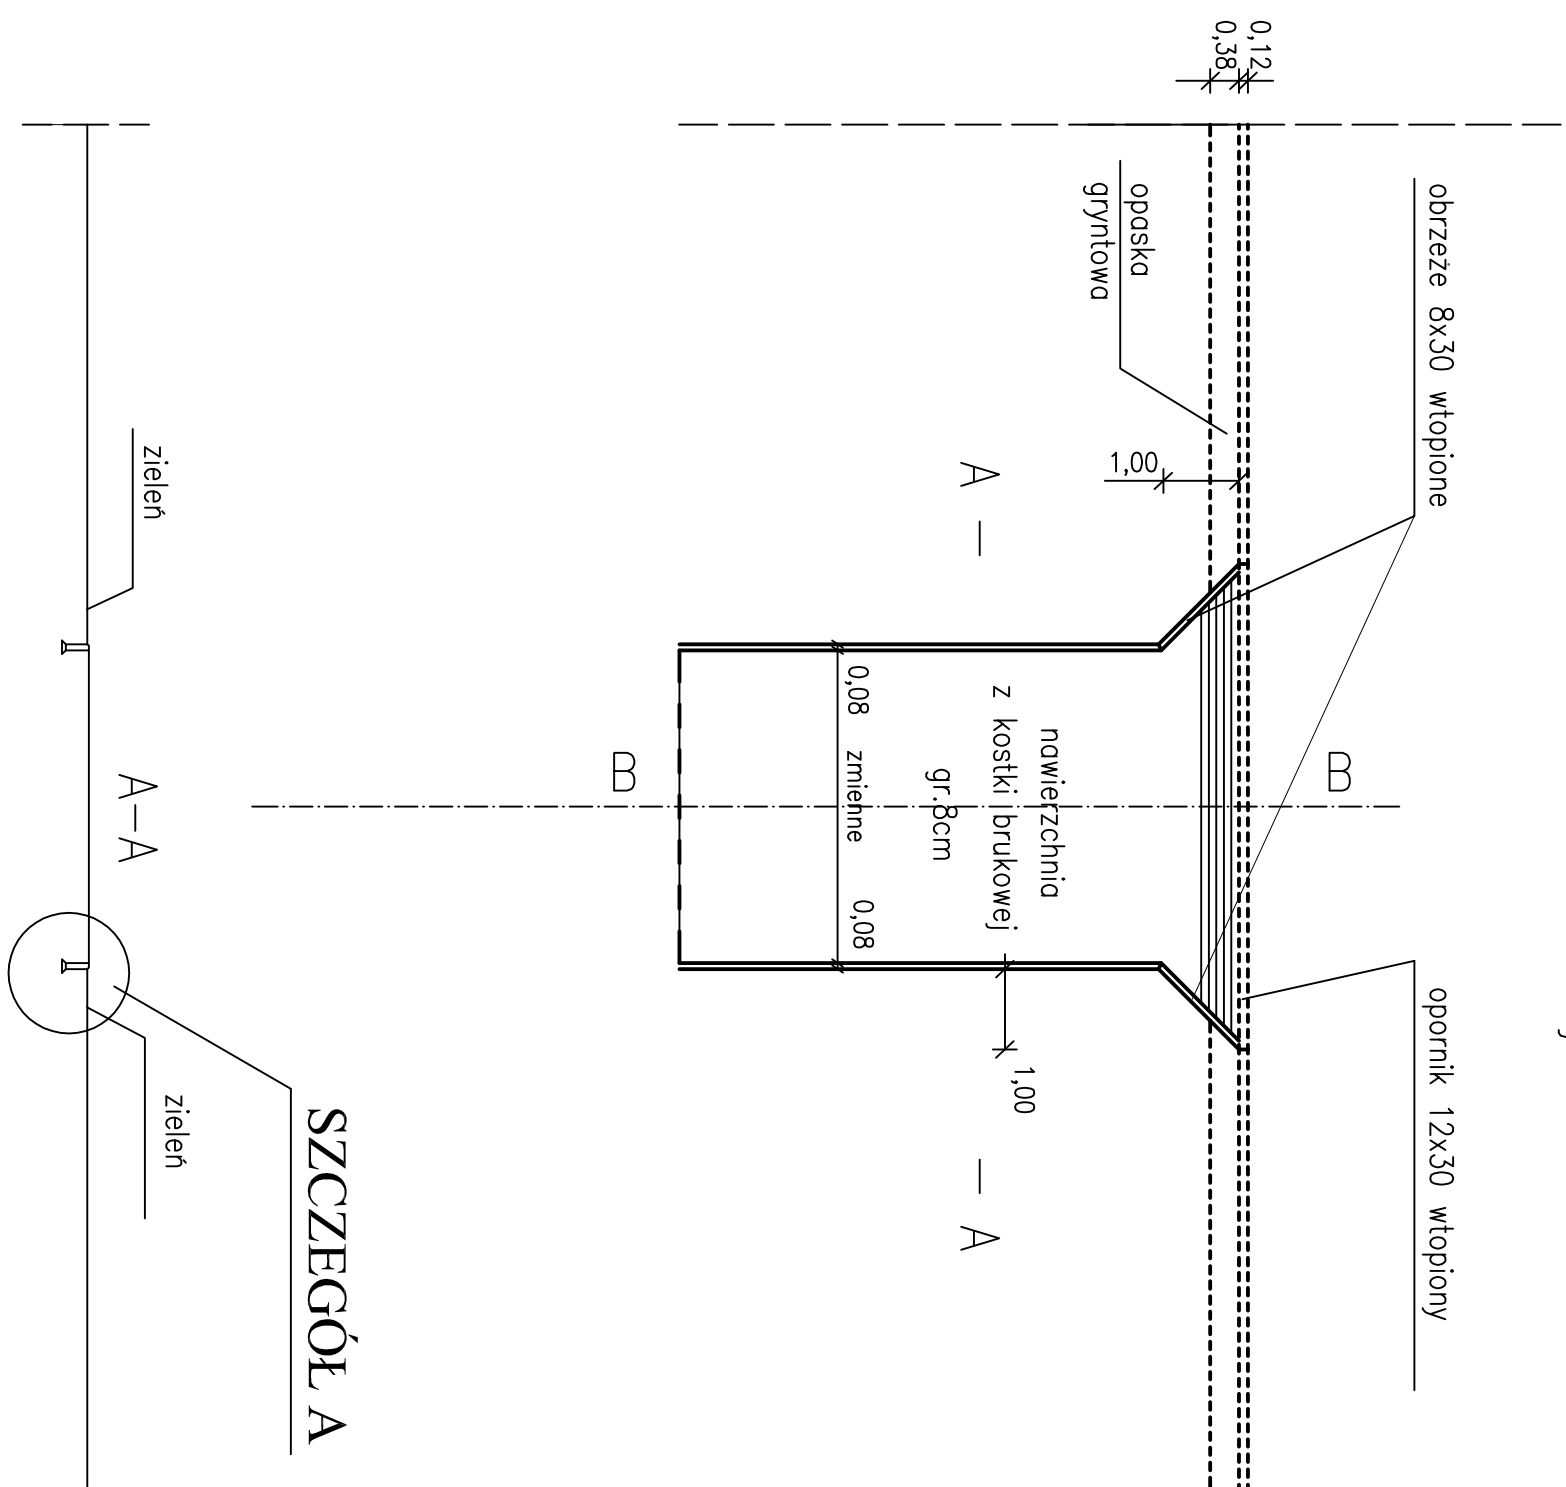 0,12
0,38
obrzeże 8x30 wtopione
opornik 12x30 wtopiony
opaska
gryntowa
1,00
B
A
A
nawierzchnia
z kostki brukowej
gr.8cm
1,00
0,08
zmienne
0,08
B
SZCZEGÓŁ A
zieleń
A-A
zieleń